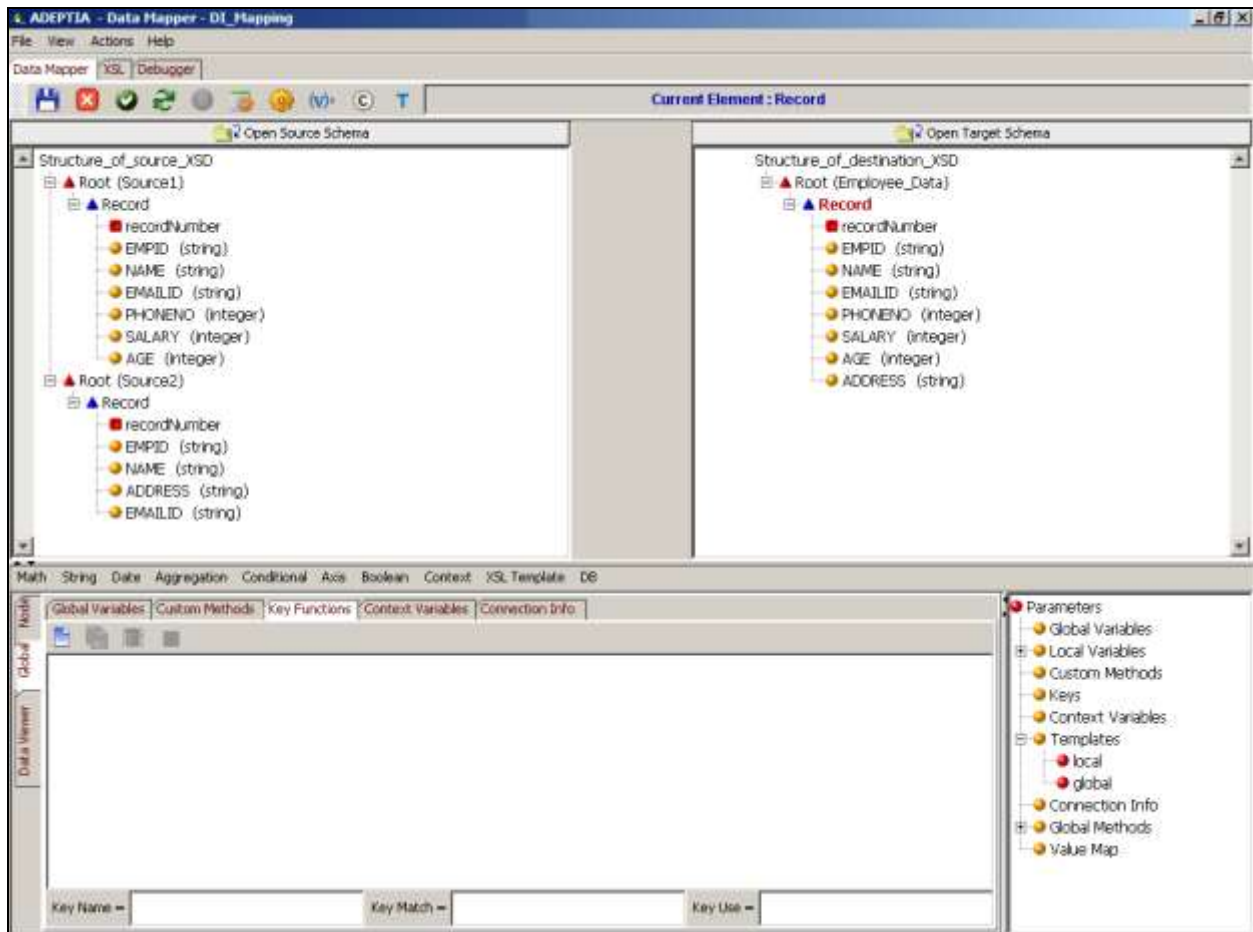 ADEPTIA - Data Mapper - DI_Mapping
File View Actions Help
Data Mapper XSL Debugger
(V)+ C T Current Element : Record
Open Source Schema
Open Target Schema
Structure_of_source_XSD
Root (Source1)
Record
recordNumber
EMPID (string)
NAME (string)
EMAILID (string)
PHONENO (integer)
SALARY (integer)
AGE (integer)
Root (Source2)
Record
recordNumber
EMPID (string)
NAME (string)
ADDRESS (string)
EMAILID (string)
Structure_of_destination_XSD
Root (Employee_Data)
Record
recordNumber
EMPID (string)
NAME (string)
EMAILID (string)
PHONENO (integer)
SALARY (integer)
AGE (integer)
ADDRESS (string)
Math String Date Aggregation Conditional Axis Boolean Context XSL Template DB
Node
Global
Data Viewer
Global Variables Custom Methods Key Functions Context Variables Connection Info
Key Name = Key Match = Key Use =
Parameters
Global Variables
Local Variables
Custom Methods
Keys
Context Variables
Templates
local
global
Connection Info
Global Methods
Value Map